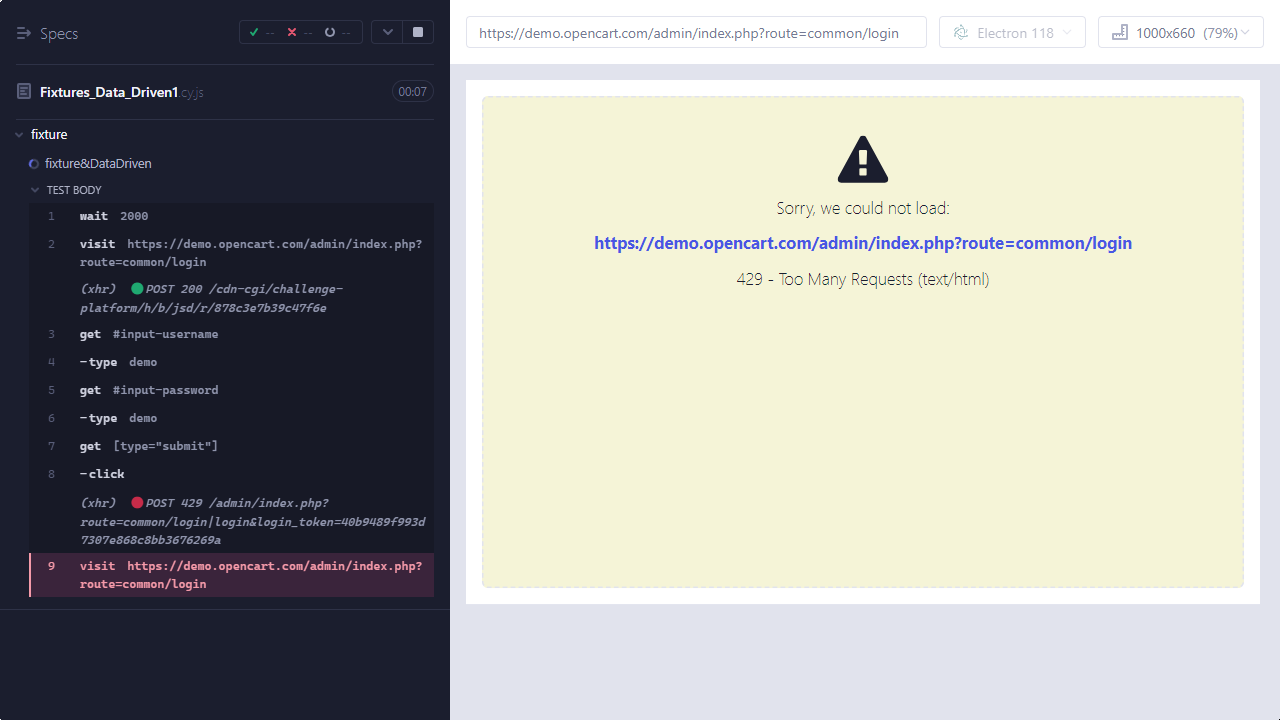 Specs
-- -- --
Fixtures_Data_Driven1.cy.js
00:07
fixture
fixture&DataDriven
TEST BODY
1 wait 2000
2 visit https://demo.opencart.com/admin/index.php?
route=common/login
(xhr) POST 200 /cdn-cgi/challenge-
platform/h/b/jsd/r/878c3e7b39c47f6e
3 get #input-username
4 -type demo
5 get #input-password
6 -type demo
7 get [type="submit"]
8 -click
(xhr) POST 429 /admin/index.php?
route=common/login|login&login_token=40b9489f993d
7307e868c8bb3676269a
9 visit https://demo.opencart.com/admin/index.php?
route=common/login
https://demo.opencart.com/admin/index.php?route=common/login
Electron 118
1000x660 (79%)
Sorry, we could not load:
https://demo.opencart.com/admin/index.php?route=common/login
429 - Too Many Requests (text/html)